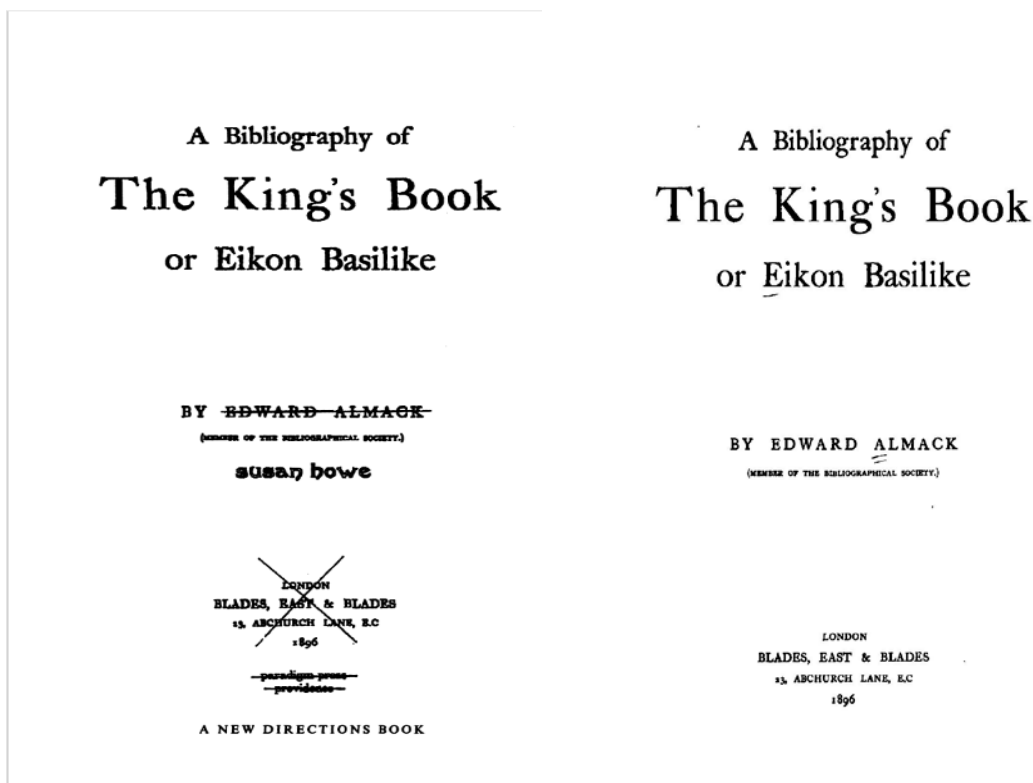 A Bibliography of
The King's Book
or Eikon Basilike
BY EDWARD ALMACK
(MEMBER OF THE BIBLIOGRAPHICAL SOCIETY.)
susan howe
LONDON
BLADES, EAST & BLADES
23, ABCHURCH LANE, E.C
1896
paradigm press
providence
A NEW DIRECTIONS BOOK
A Bibliography of
The King's Book
or Eikon Basilike
BY EDWARD ALMACK
(MEMBER OF THE BIBLIOGRAPHICAL SOCIETY.)
LONDON
BLADES, EAST & BLADES
23, ABCHURCH LANE, E.C
1896